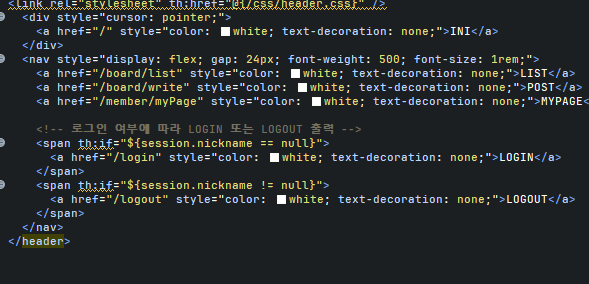 <link rel="stylesheet" th:href="@{/css/header.css}" />
<div style="cursor: pointer;">
<a href="/" style="color: white; text-decoration: none;">INI</a>
</div>
<nav style="display: flex; gap: 24px; font-weight: 500; font-size: 1rem;">
<a href="/board/list" style="color: white; text-decoration: none;">LIST</a>
<a href="/board/write" style="color: white; text-decoration: none;">POST</a>
<a href="/member/myPage" style="color: white; text-decoration: none;">MYPAGE<
<!-- 로그인 여부에 따라 LOGIN 또는 LOGOUT 출력 -->
<span th:if="${session.nickname == null}">
<a href="/login" style="color: white; text-decoration: none;">LOGIN</a>
</span>
<span th:if="${session.nickname != null}">
<a href="/logout" style="color: white; text-decoration: none;">LOGOUT</a>
</span>
</nav>
</header>